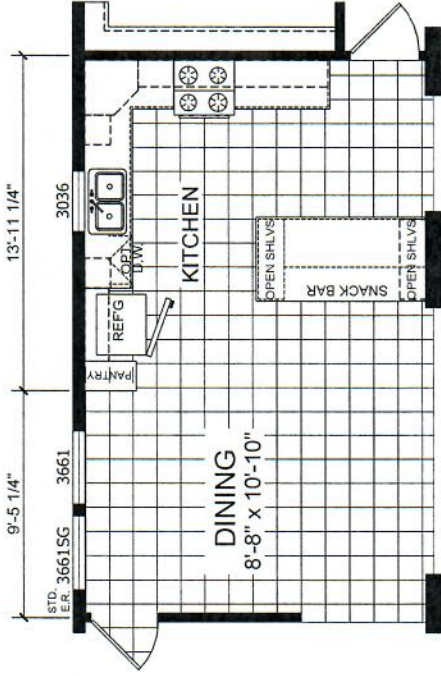 9'-5 1/4"
13'-11 1/4"
STD.
E.R.
3661SG
3661
3036
PANTRY
REF'G
OPT
D.W.
KITCHEN
DINING
8'-8" x 10'-10"
OPEN SHLVS
SNACK BAR
OPEN SHLVS